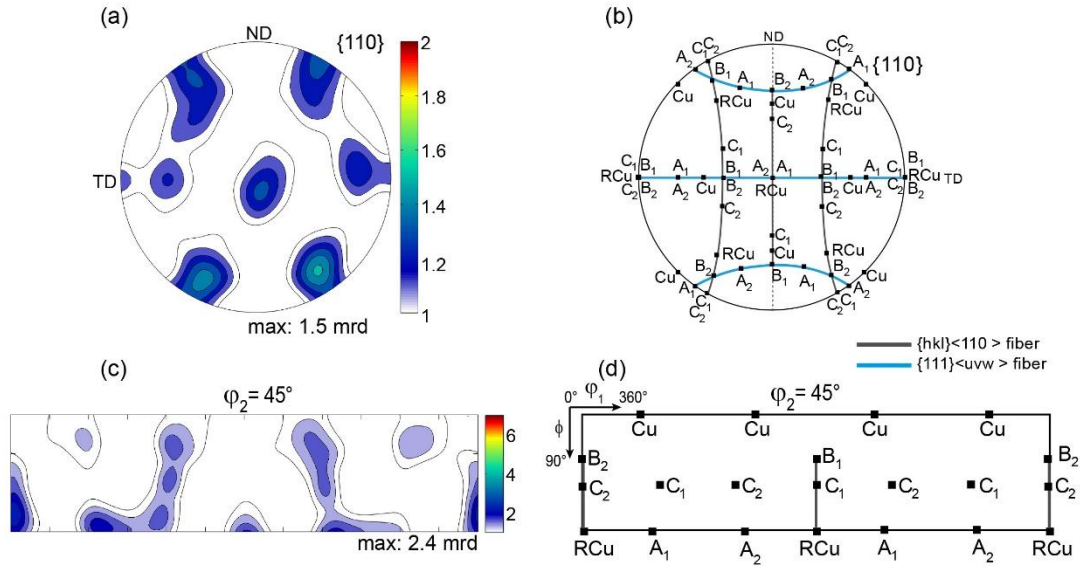 (a)
ND
{110}
TD
2
1.8
1.6
1.4
1.2
1
max: 1.5 mrd
(b)
ND
C₁ C₂ C₁ C₂
A₂ A₁ {110}
B₁ A₁ B₂ A₂ B₁
Cu RCu Cu RCu Cu
C₂
C₁ C₁
C₁ B₁ A₁ B₁ A₂ A₁ B₁ A₁ C₁ B₁
RCu RCu TD
C₂ B₂ A₂ Cu B₂ RCu B₂ Cu A₂ C₂ B₂
C₂ C₂
C₁
RCu Cu RCu
Cu B₂ A₂ B₁ A₁ B₂ Cu
A₁ A₂
C₁ C₁
C₂ C₂
{hkl}<110 > fiber
{111}<uvw > fiber
(c)
φ₂= 45°
6
4
2
max: 2.4 mrd
(d)
φ₁
0° 360°
φ₂= 45°
ϕ
90°
Cu Cu Cu Cu
B₂ B₁ B₂
C₂ C₁ C₂ C₁ C₂ C₁ C₂
RCu A₁ A₂ RCu A₁ A₂ RCu